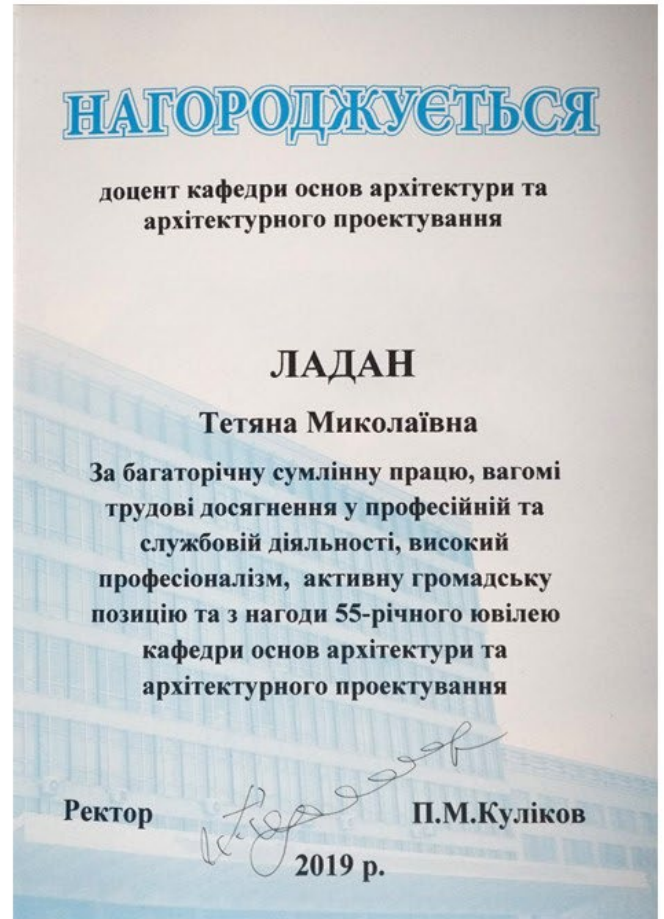 НАГОРОДЖУЄТЬСЯ
доцент кафедри основ архітектури та
архітектурного проектування
ЛАДАН
Тетяна Миколаївна
За багаторічну сумлінну працю, вагомі
трудові досягнення у професійній та
службовій діяльності, високий
професіоналізм, активну громадську
позицію та з нагоди 55-річного ювілею
кафедри основ архітектури та
архітектурного проектування
Ректор П.М.Куліков
2019 р.